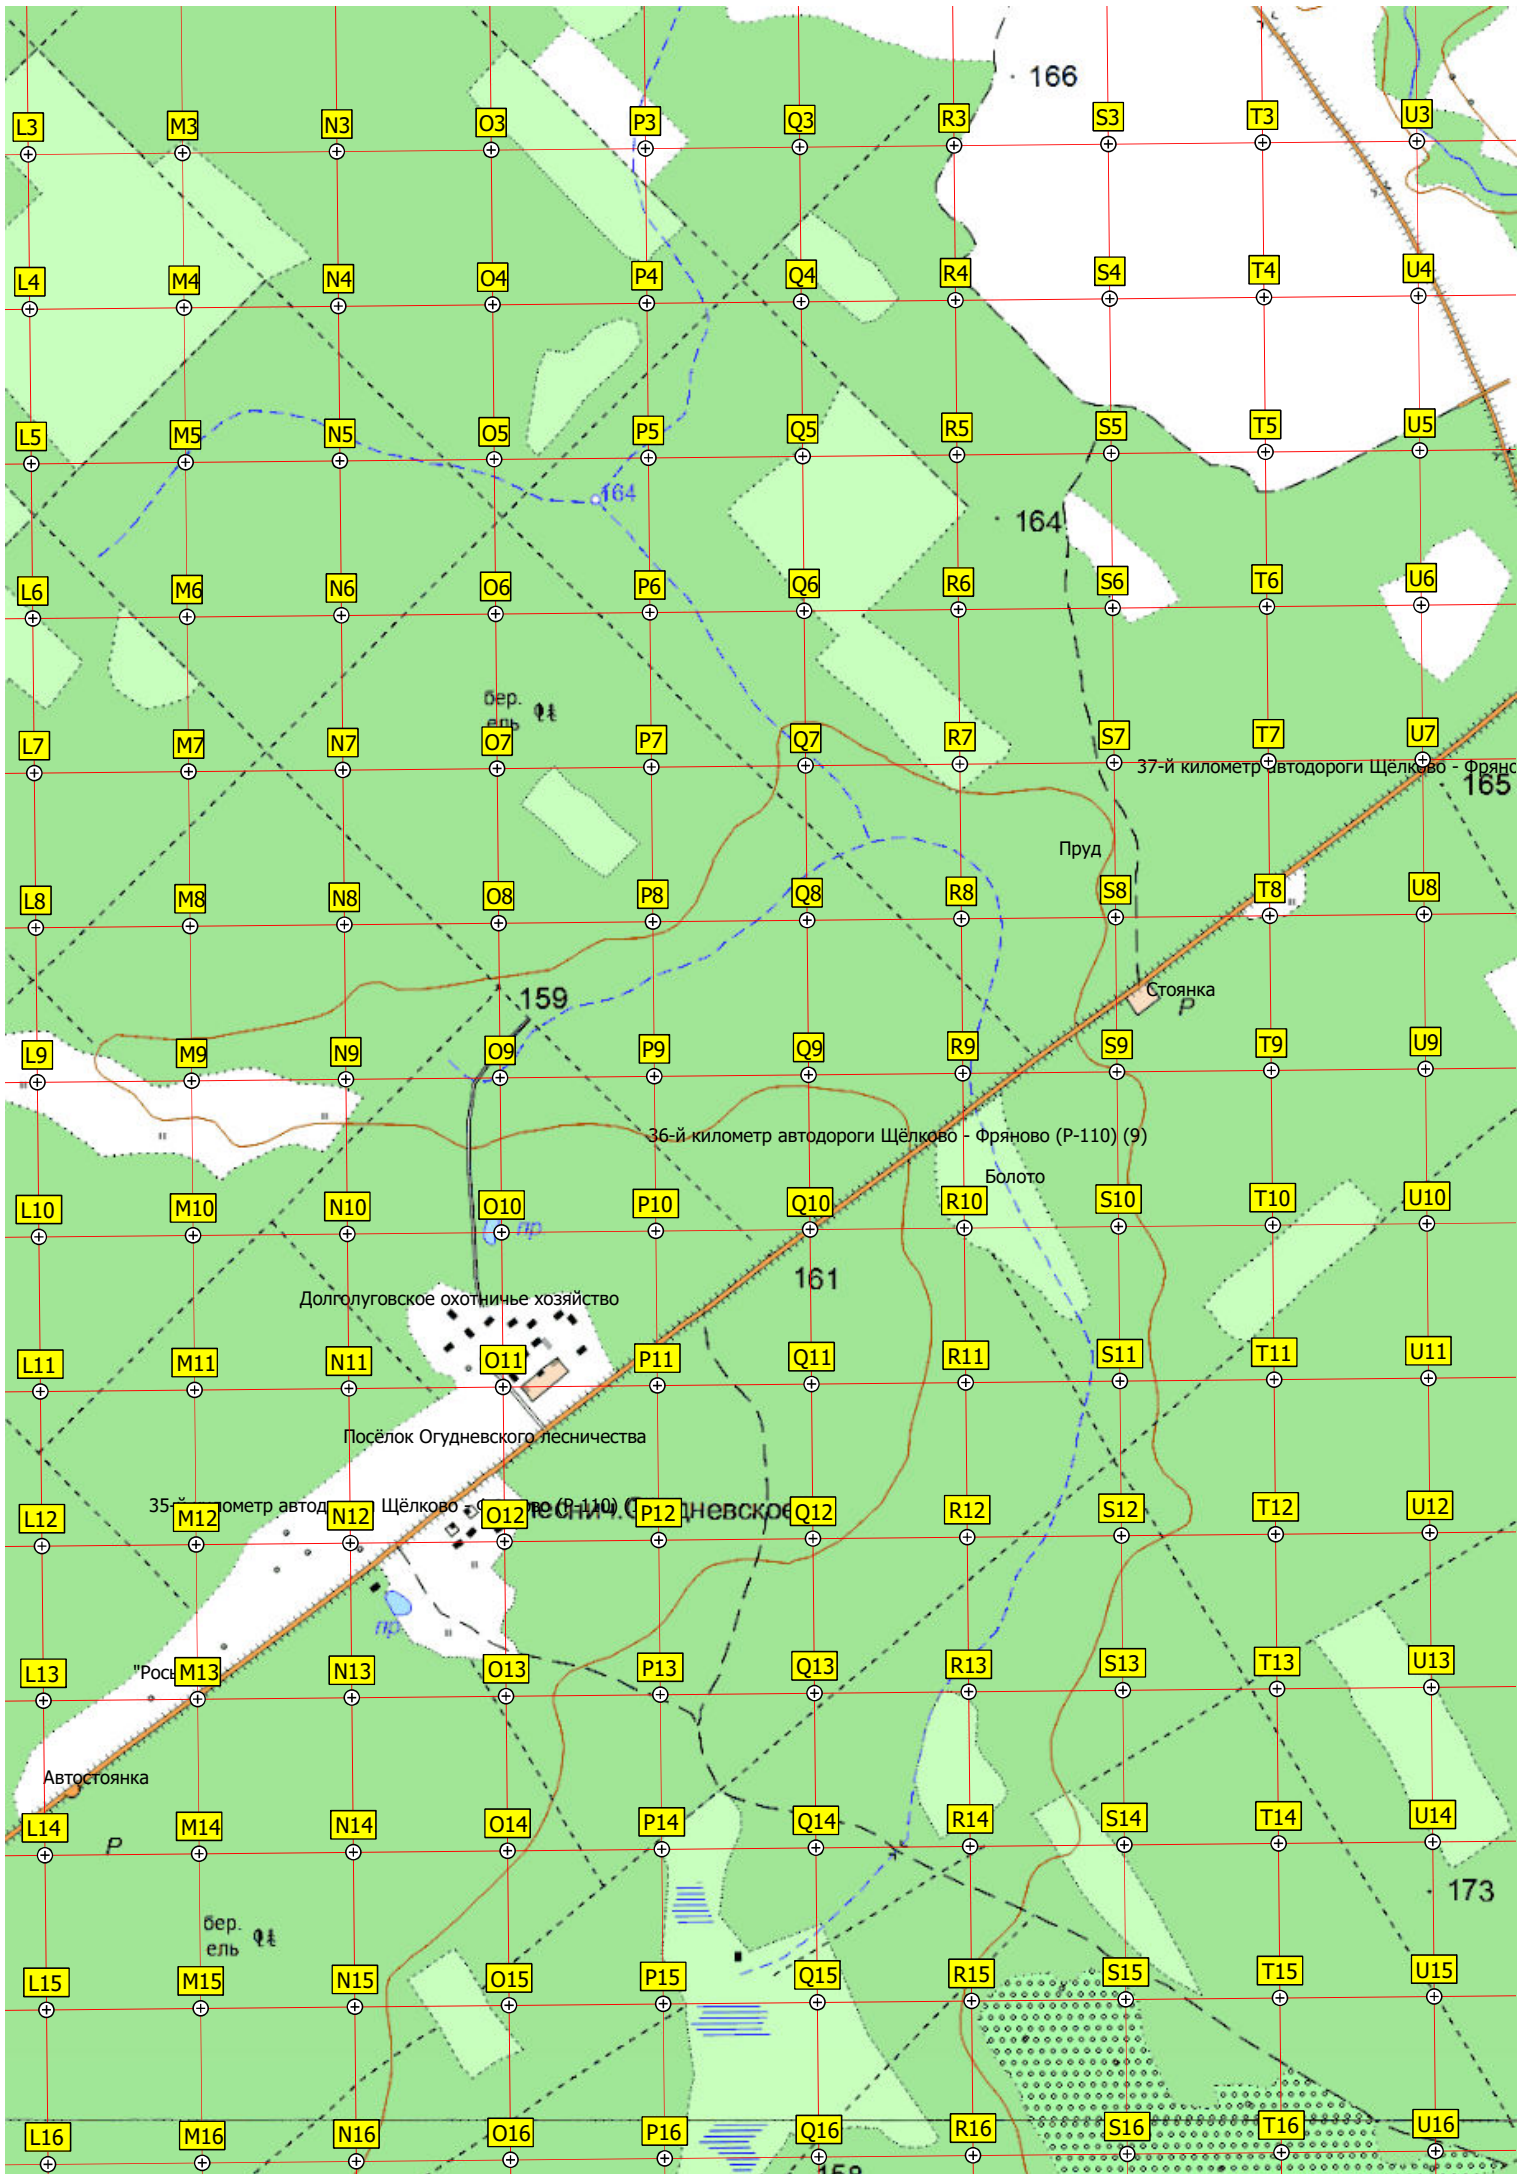 166
L3 M3 N3 O3 P3 Q3 R3 S3 T3 U3
L4 M4 N4 O4 P4 Q4 R4 S4 T4 U4
L5 M5 N5 O5 P5 Q5 R5 S5 T5 U5
164
164
L6 M6 N6 O6 P6 Q6 R6 S6 T6 U6
бер.
ель
L7 M7 N7 O7 P7 Q7 R7 S7 T7 U7
37-й километр автодороги Щёлково - Фряно
165
Пруд
L8 M8 N8 O8 P8 Q8 R8 S8 T8 U8
159
Стоянка
P
L9 M9 N9 O9 P9 Q9 R9 S9 T9 U9
36-й километр автодороги Щёлково - Фряново (Р-110) (9)
Болото
L10 M10 N10 O10 P10 Q10 R10 S10 T10 U10
пр
161
Долголуговское охотничье хозяйство
L11 M11 N11 O11 P11 Q11 R11 S11 T11 U11
Посёлок Огудневского лесничества
35-й километр автод Щёлково - (Р-110)
L12 M12 N12 O12 P12 Q12 R12 S12 T12 U12
пр
"Рось
L13 M13 N13 O13 P13 Q13 R13 S13 T13 U13
Автостоянка
L14 M14 N14 O14 P14 Q14 R14 S14 T14 U14
P
173
бер.
ель
L15 M15 N15 O15 P15 Q15 R15 S15 T15 U15
L16 M16 N16 O16 P16 Q16 R16 S16 T16 U16